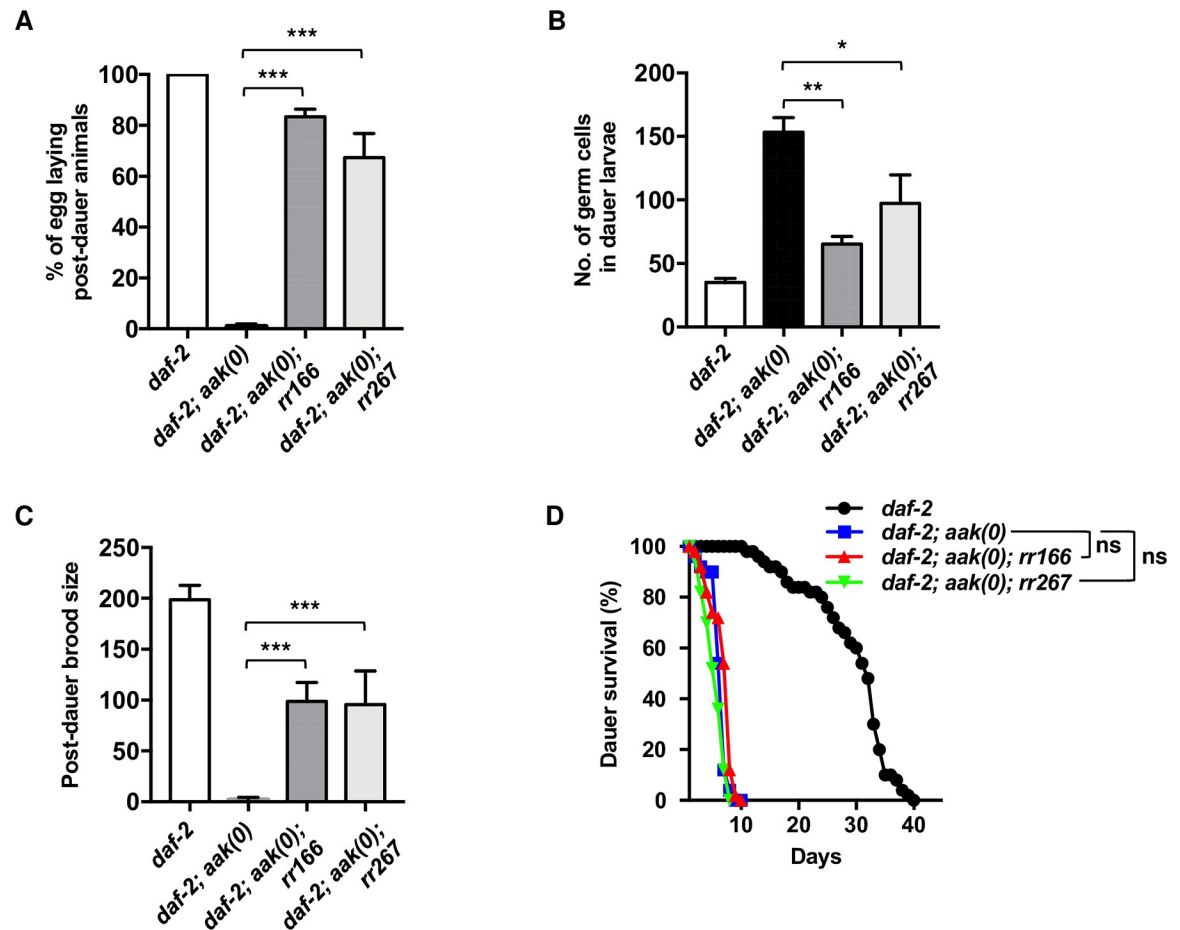 A
% of egg laying
post-dauer animals
100
80
60
40
20
0
***
***
daf-2
daf-2; aak(0)
daf-2; aak(0);
rr166
daf-2; aak(0);
rr267
B
No. of germ cells
in dauer larvae
200
150
100
50
0
*
**
daf-2
daf-2; aak(0)
daf-2; aak(0);
rr166
daf-2; aak(0);
rr267
C
Post-dauer brood size
250
200
150
100
50
0
***
***
daf-2
daf-2; aak(0)
daf-2; aak(0);
rr166
daf-2; aak(0);
rr267
D
daf-2
daf-2; aak(0)
daf-2; aak(0); rr166
daf-2; aak(0); rr267
ns
ns
Dauer survival (%)
100
80
60
40
20
0
10 20 30 40
Days